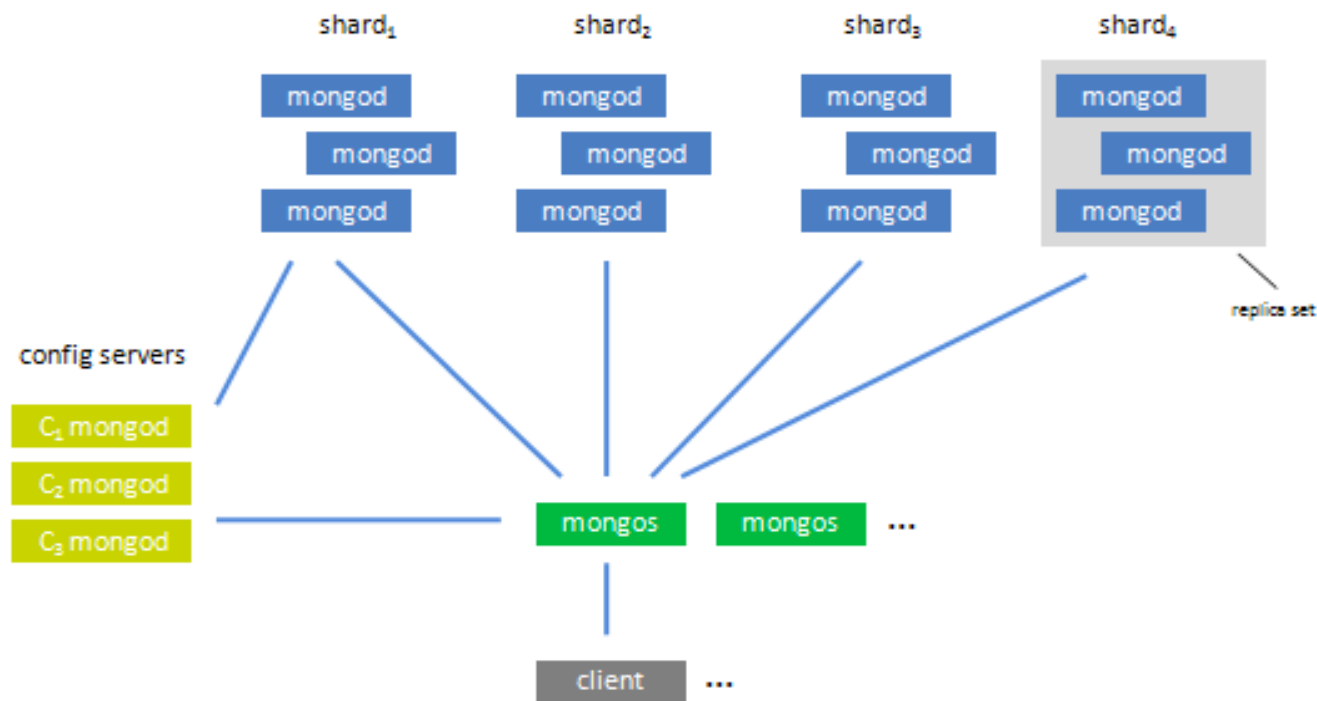 shard₁ shard₂ shard₃ shard₄
mongod mongod mongod mongod
mongod mongod mongod mongod
mongod mongod mongod mongod
replica set
config servers
C₁ mongod
C₂ mongod
C₃ mongod
mongos mongos ...
client ...